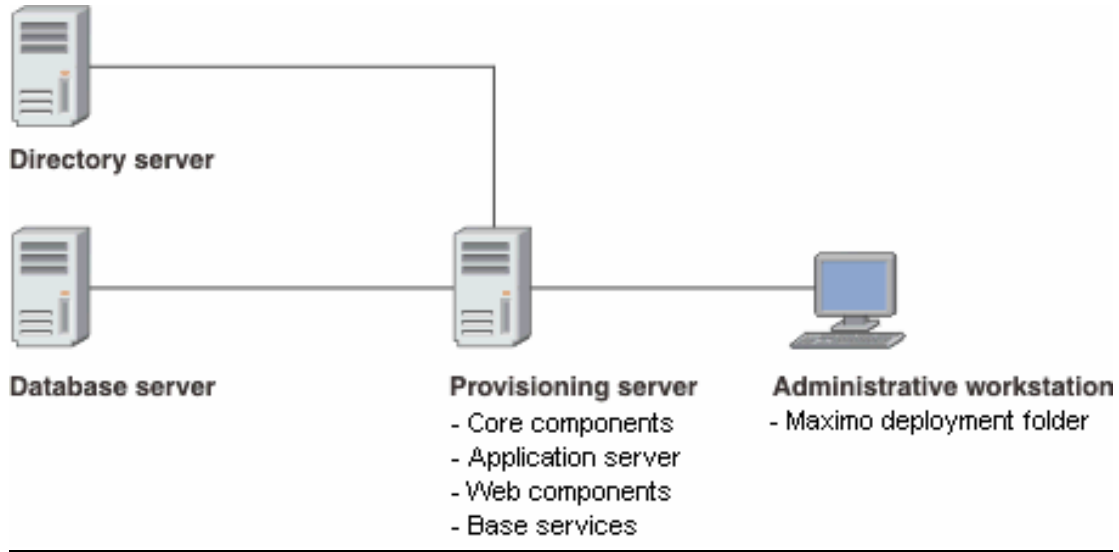 Directory server
Database server
Provisioning server
- Core components
- Application server
- Web components
- Base services
Administrative workstation
- Maximo deployment folder